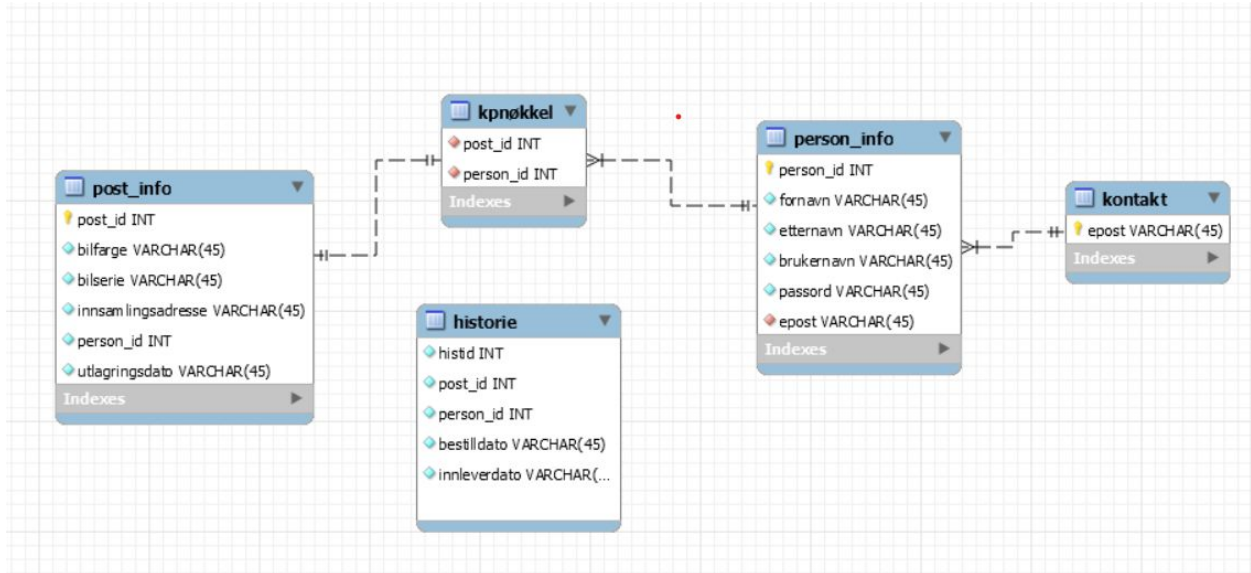 kpnøkkel
post_id INT
person_id INT
Indexes
post_info
post_id INT
bilfarge VARCHAR(45)
bilserie VARCHAR(45)
innsamlingsadresse VARCHAR(45)
person_id INT
utlagringsdato VARCHAR(45)
Indexes
historie
histid INT
post_id INT
person_id INT
bestilldato VARCHAR(45)
innleverdato VARCHAR(...
person_info
person_id INT
fornavn VARCHAR(45)
etternavn VARCHAR(45)
brukernavn VARCHAR(45)
passord VARCHAR(45)
epost VARCHAR(45)
Indexes
kontakt
epost VARCHAR(45)
Indexes